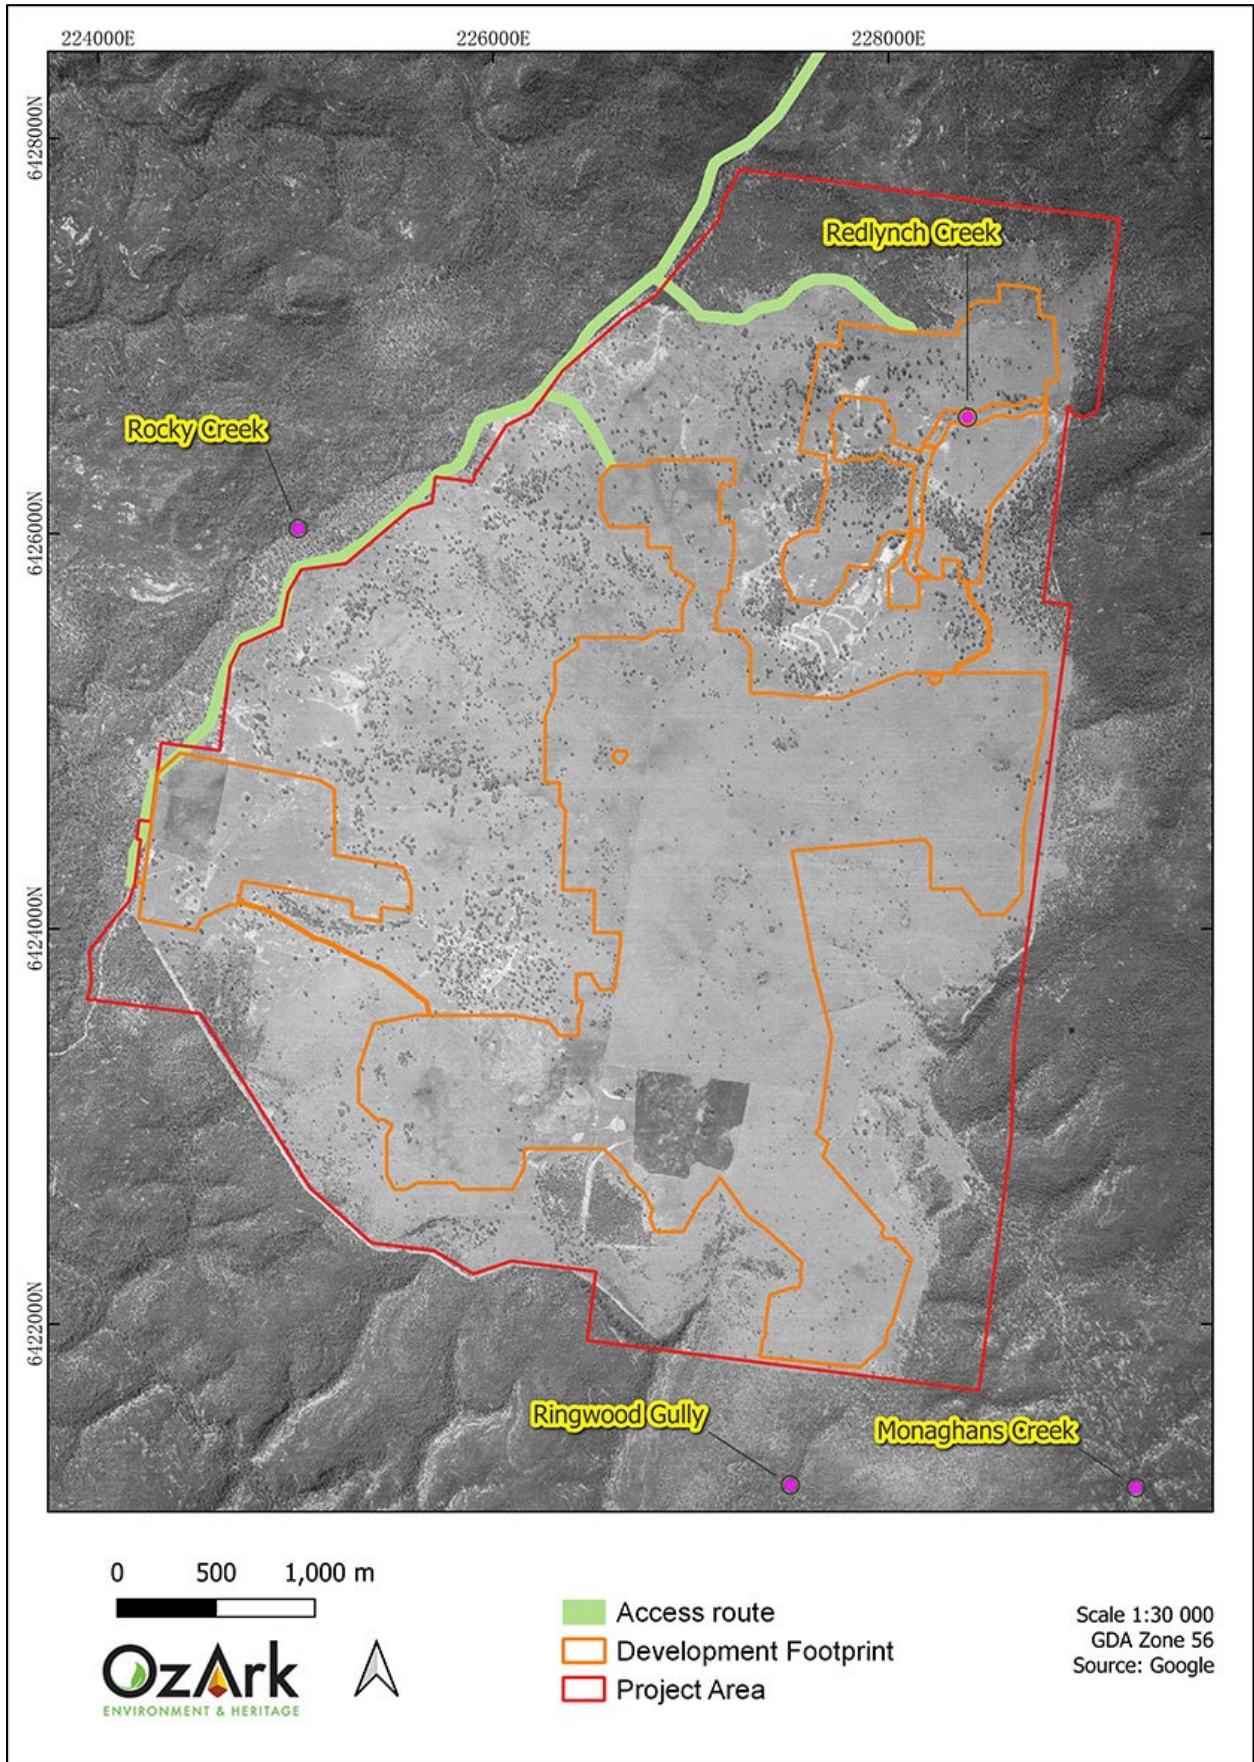 224000E
226000E
228000E
6428000N
Redlynch Creek
Rocky Creek
6426000N
6424000N
6422000N
Ringwood Gully
Monaghans Creek
0 500 1,000 m
Access route
Development Footprint
Project Area
Scale 1:30 000
GDA Zone 56
Source: Google
OzArk
ENVIRONMENT & HERITAGE